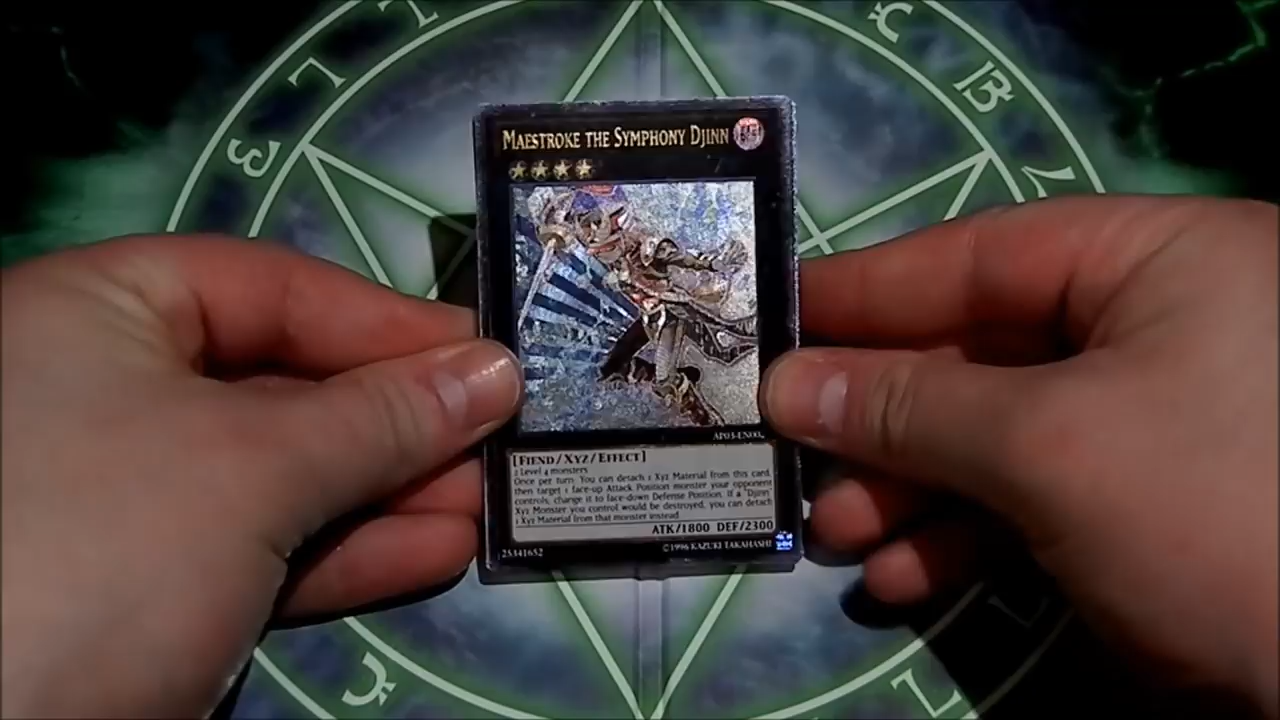 MAESTROKE THE SYMPHONY DJINN
AP03-EN00
[FIEND/XYZ/EFFECT]
2 Level 4 monsters
Once per turn: You can detach 1 Xyz Material from this card,
then target 1 face-up Attack Position monster your opponent
controls; change it to face-down Defense Position. If a "Djinn"
Xyz Monster you control would be destroyed, you can detach
1 Xyz Material from that monster instead.
ATK/1800 DEF/2300
25341652
©1996 KAZUKI TAKAHASHI